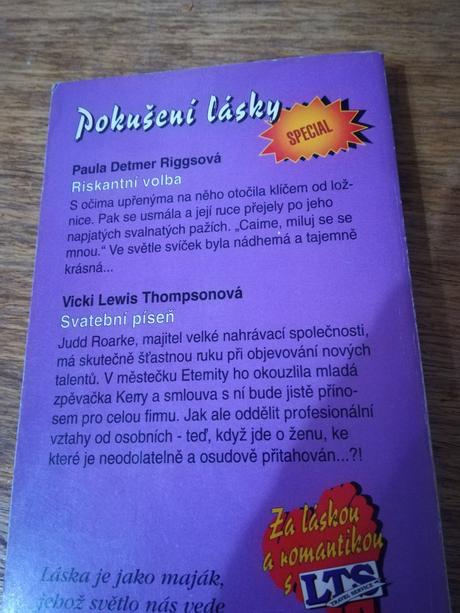 Pokušení lásky
SPECIAL
Paula Detmer Riggsová
Riskantní volba
S očima upřenýma na něho otočila klíčem od lož-
nice. Pak se usmála a její ruce přejely po jeho
napjatých svalnatých pažích. „Caime, miluj se se
mnou.“ Ve světle svíček byla nádherná a tajemně
krásná...
Vicki Lewis Thompsonová
Svatební píseň
Judd Roarke, majitel velké nahrávací společnosti,
má skutečně šťastnou ruku při objevování nových
talentů. V městečku Eternity ho okouzlila mladá
zpěvačka Kerry a smlouva s ní bude jistě příno-
sem pro celou firmu. Jak ale oddělit profesionální
vztahy od osobních - teď, když jde o ženu, ke
které je neodolatelně a osudově přitahován...?!
Za láskou
a romantikou
s LTS
TRAVEL SERVICE
Láska je jako maják,
jehož světlo nás vede